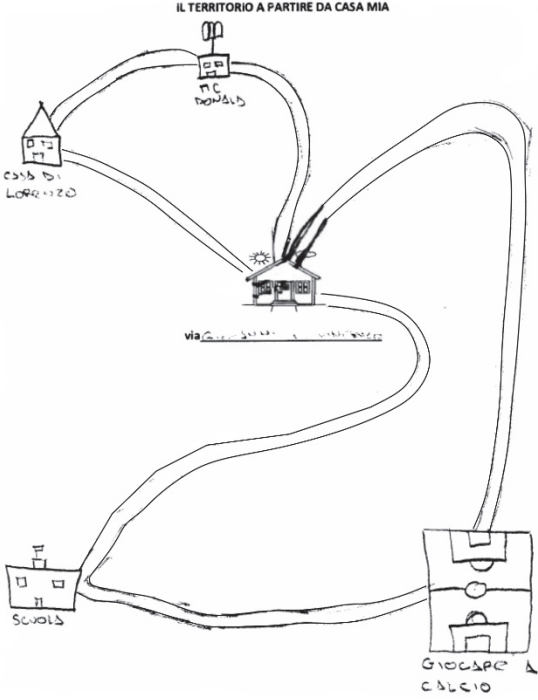 IL TERRITORIO A PARTIRE DA CASA MIA
MC
DONALD
CASA DI
LORENZO
via
SCUOLA
GIOCARE A
CALCIO